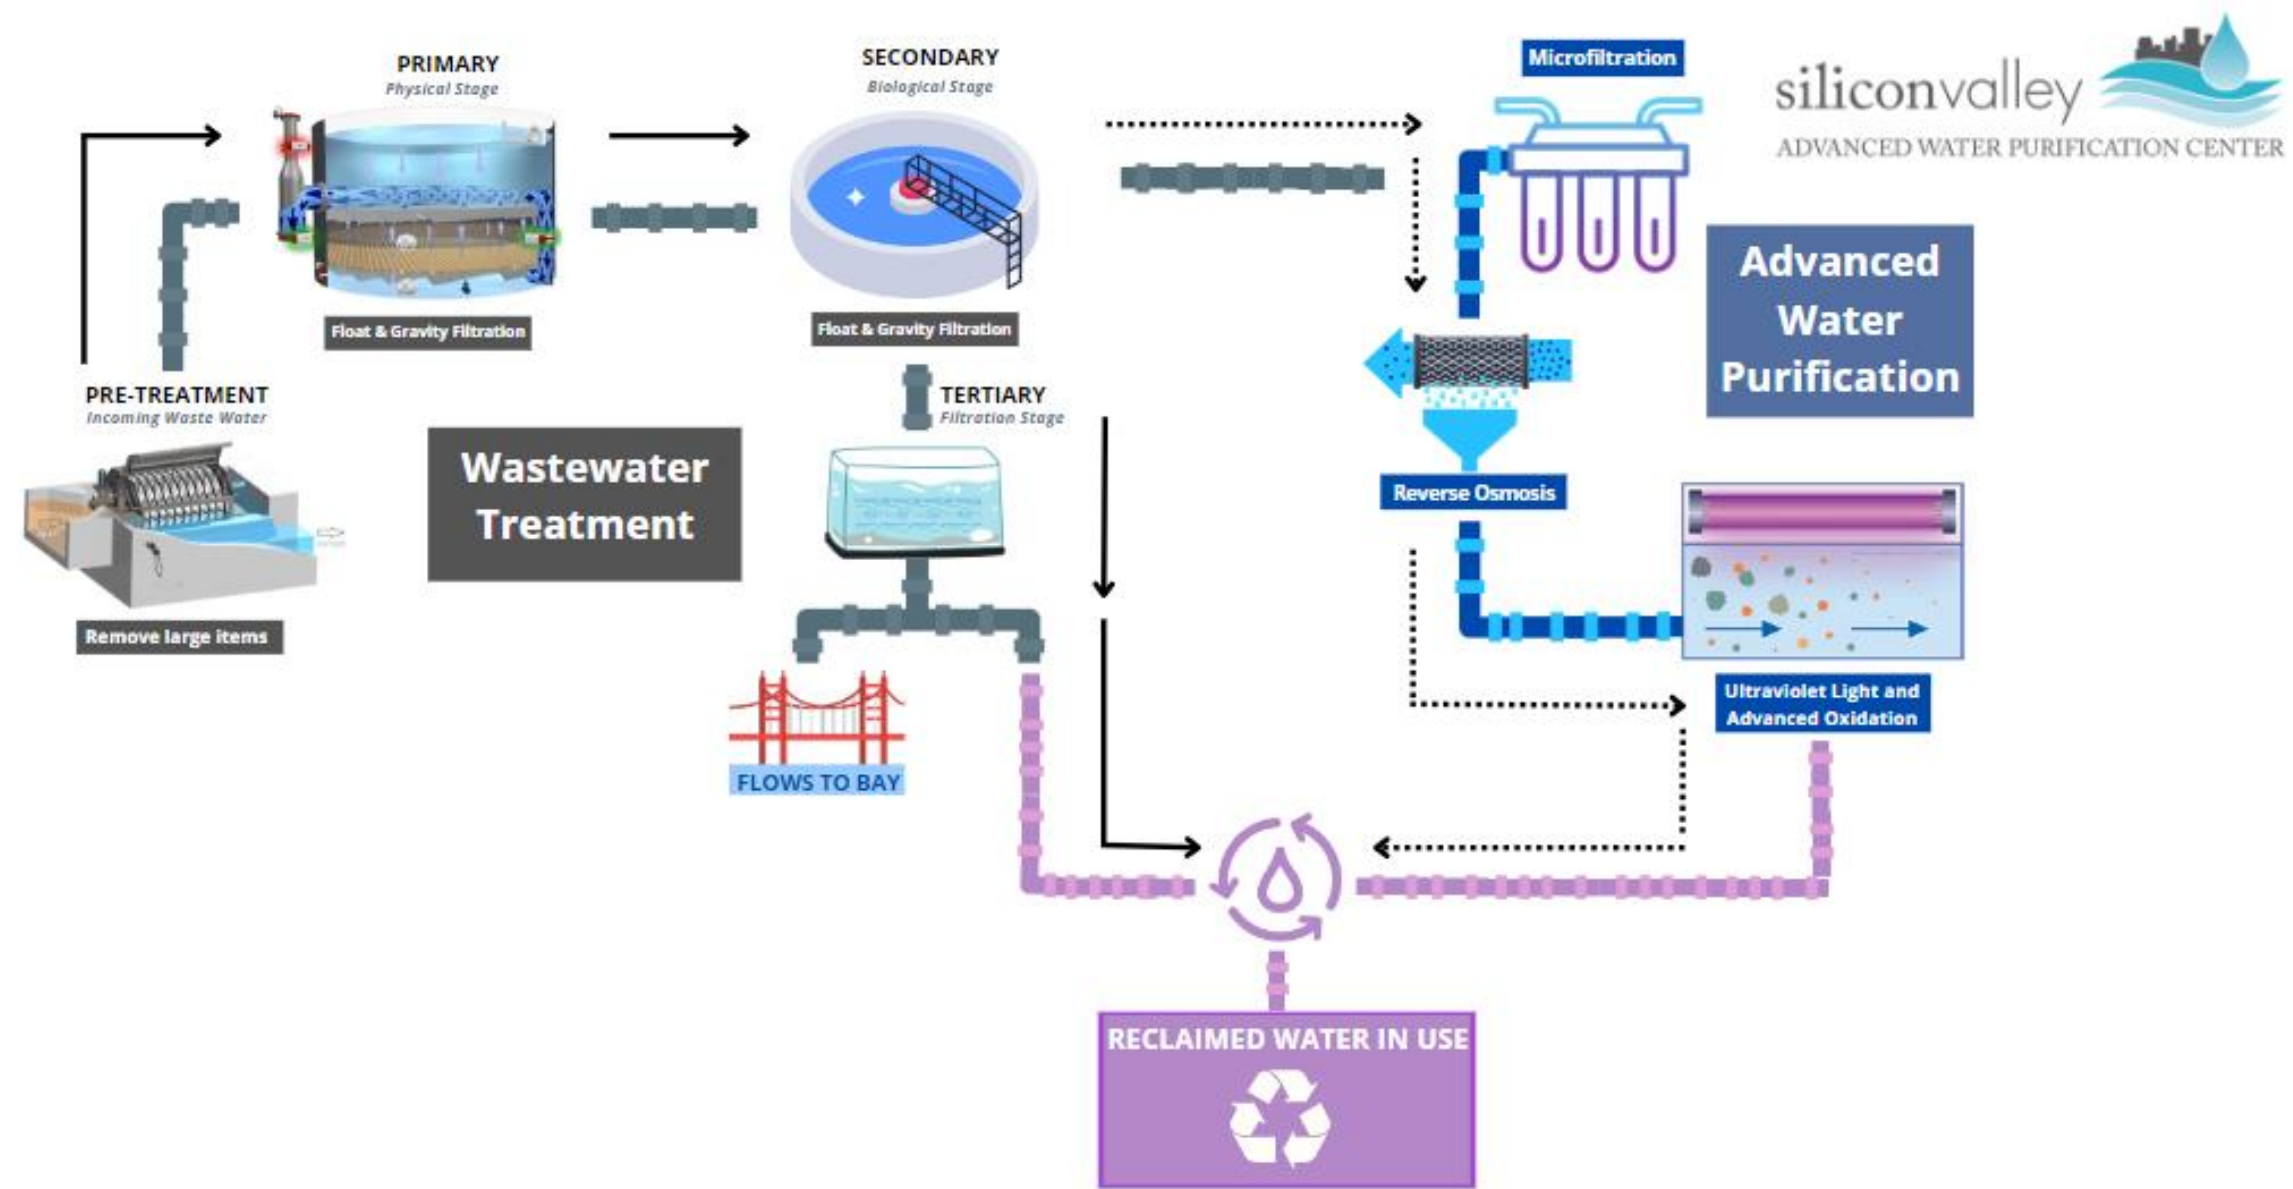 PRIMARY
Physical Stage
SECONDARY
Biological Stage
Microfiltration
siliconvalley
ADVANCED WATER PURIFICATION CENTER
Advanced
Water
Purification
Float & Gravity Filtration
Float & Gravity Filtration
PRE-TREATMENT
Incoming Waste Water
TERTIARY
Filtration Stage
Wastewater
Treatment
Reverse Osmosis
Remove large items
Ultraviolet Light and
Advanced Oxidation
FLOWS TO BAY
RECLAIMED WATER IN USE